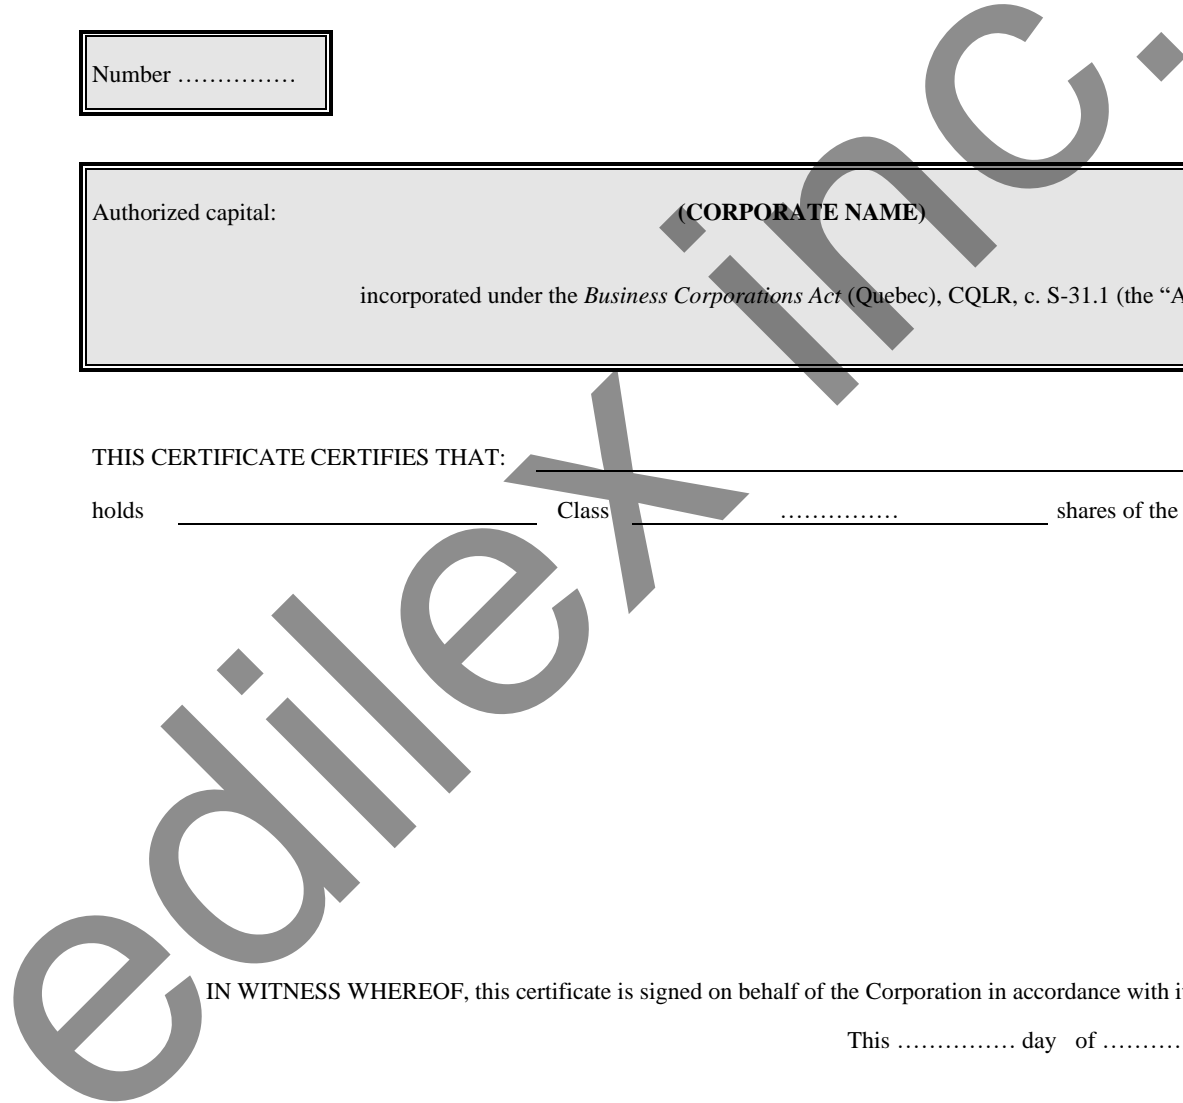 Number ……………
Authorized capital:
(CORPORATE NAME)
incorporated under the Business Corporations Act (Quebec), CQLR, c. S-31.1 (the “A
THIS CERTIFICATE CERTIFIES THAT:
holds Class …………… shares of the
IN WITNESS WHEREOF, this certificate is signed on behalf of the Corporation in accordance with i
This …………… day of ………
edilex inc.